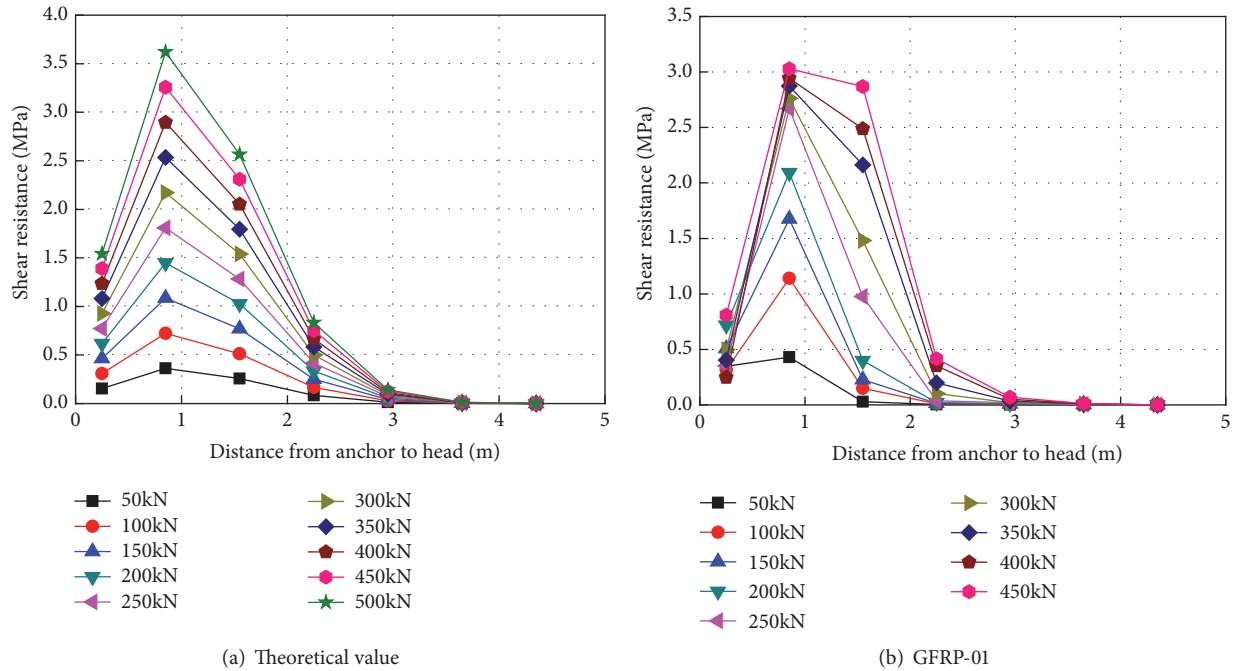 4.0
3.5
3.0
2.5
2.0
1.5
1.0
0.5
0.0
Shear resistance (MPa)
0
1
2
3
4
5
Distance from anchor to head (m)
50kN
100kN
150kN
200kN
250kN
300kN
350kN
400kN
450kN
500kN
(a) Theoretical value
3.5
3.0
2.5
2.0
1.5
1.0
0.5
0.0
Shear resistance (MPa)
0
1
2
3
4
5
Distance from anchor to head (m)
50kN
100kN
150kN
200kN
250kN
300kN
350kN
400kN
450kN
(b) GFRP-01